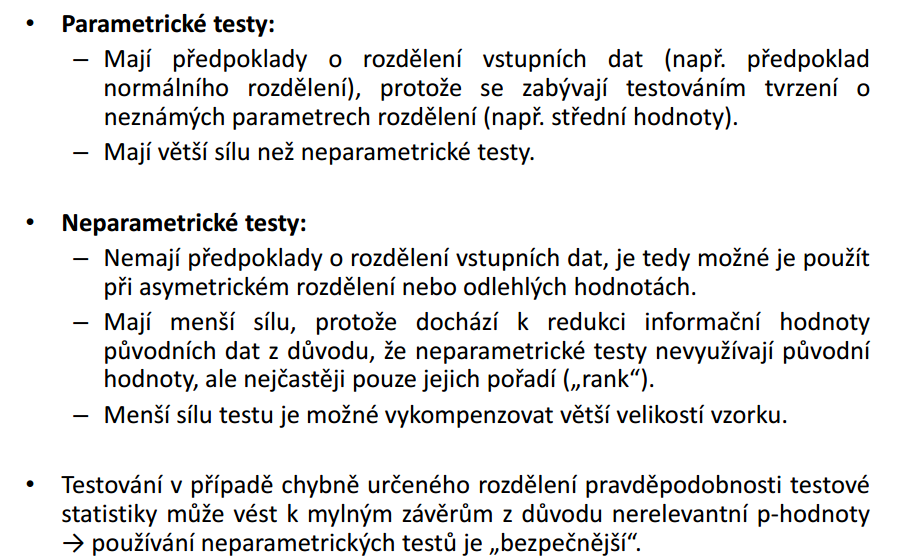 • Parametrické testy:
– Mají předpoklady o rozdělení vstupních dat (např. předpoklad
normálního rozdělení), protože se zabývají testováním tvrzení o
neznámých parametrech rozdělení (např. střední hodnoty).
– Mají větší sílu než neparametrické testy.
• Neparametrické testy:
– Nemají předpoklady o rozdělení vstupních dat, je tedy možné je použít
při asymetrickém rozdělení nebo odlehlých hodnotách.
– Mají menší sílu, protože dochází k redukci informační hodnoty
původních dat z důvodu, že neparametrické testy nevyužívají původní
hodnoty, ale nejčastěji pouze jejich pořadí („rank“).
– Menší sílu testu je možné vykompenzovat větší velikostí vzorku.
• Testování v případě chybně určeného rozdělení pravděpodobnosti testové
statistiky může vést k mylným závěrům z důvodu nerelevantní p-hodnoty
→ používání neparametrických testů je „bezpečnější“.